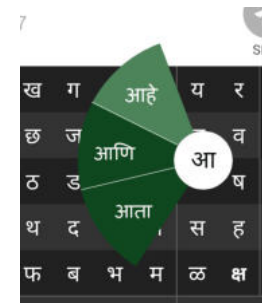 7
ख ग आहे य र
छ ज आणि आ व
ठ ड ष
थ द आता स ह
फ ब भ म ळ क्ष